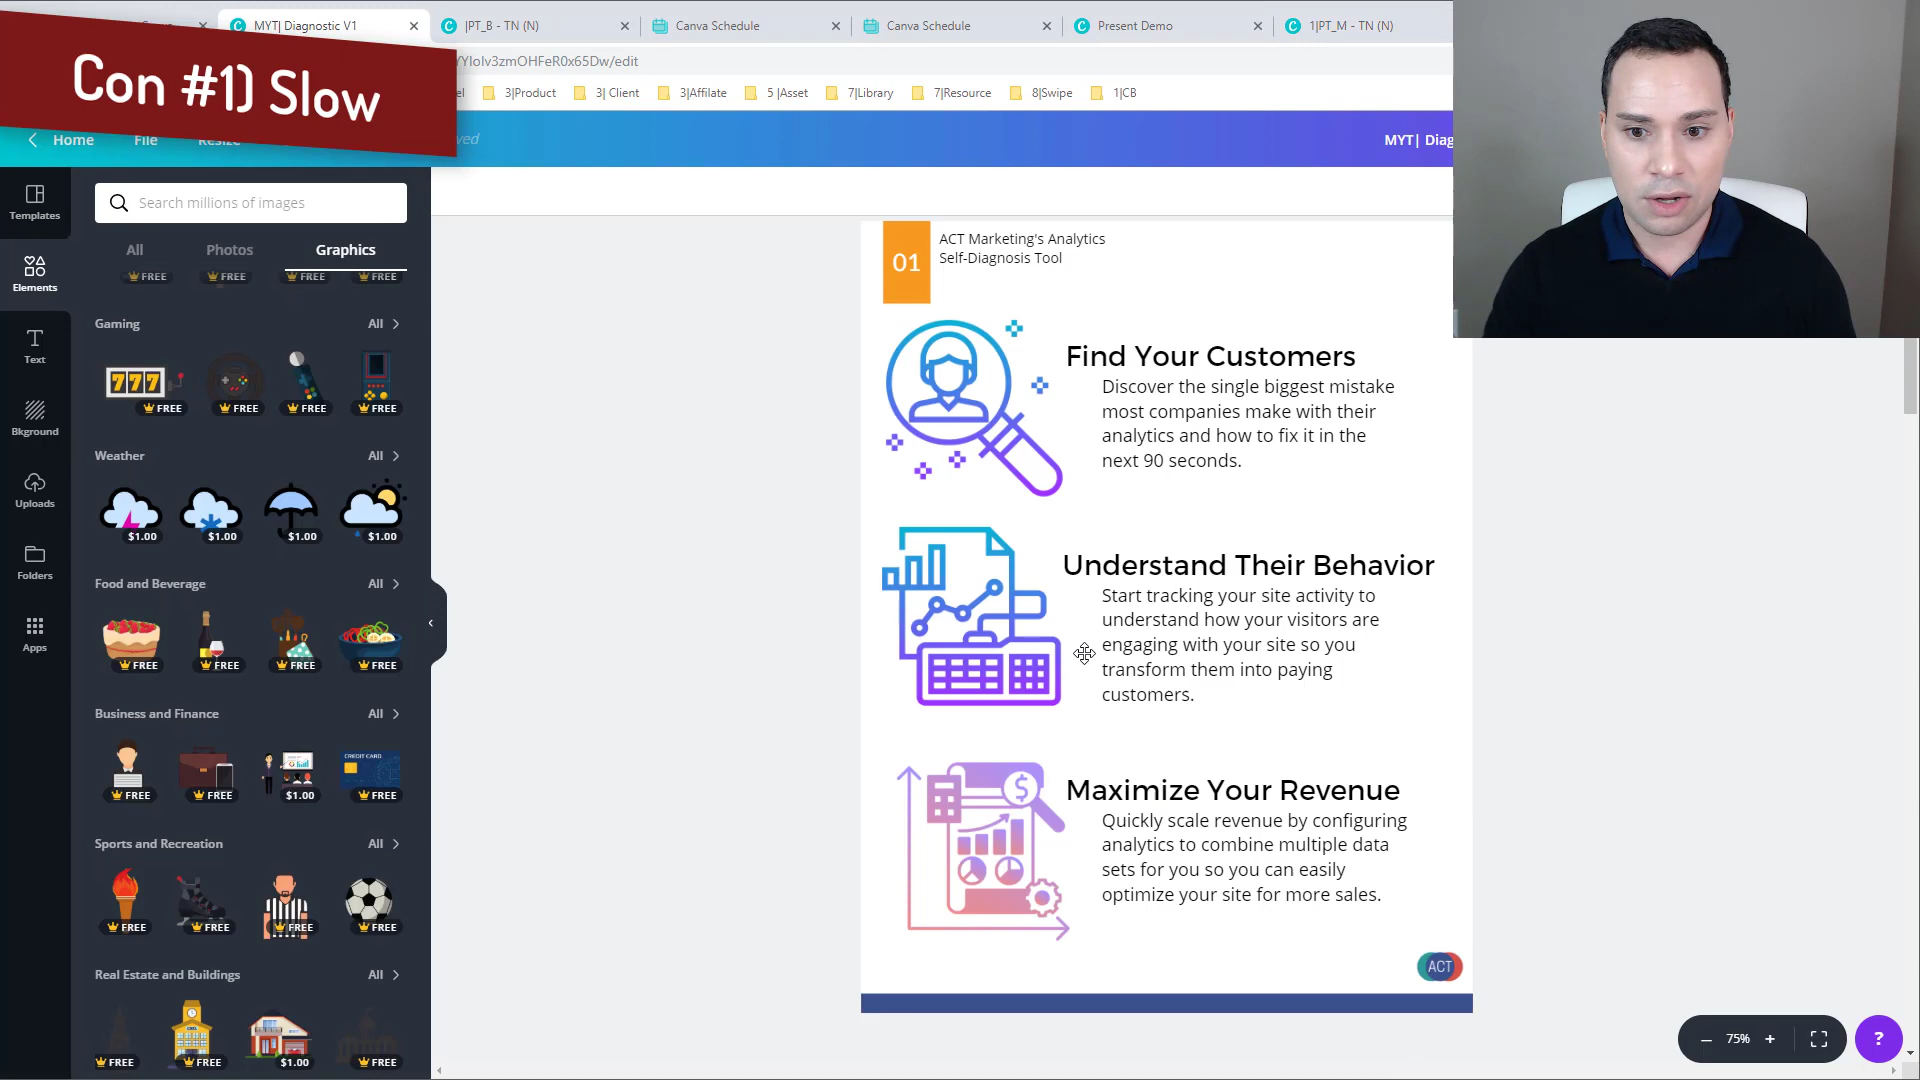 Con #1) Slow
MYT| Diagnostic V1
|PT_B - TN (N)
Canva Schedule
Canva Schedule
Present Demo
1|PT_M - TN (N)
YYIolv3zmOHFeR0x65Dw/edit
3|Product
3| Client
3|Affilate
5 |Asset
7|Library
7|Resource
8|Swipe
1|CB
Home
File
MYT| Diag
Templates
Elements
Text
Bkground
Uploads
Folders
Apps
Search millions of images
All
Photos
Graphics
FREE FREE FREE FREE
Gaming
All
777
FREE FREE FREE FREE
Weather
All
$1.00 $1.00 $1.00 $1.00
Food and Beverage
All
FREE FREE FREE FREE
Business and Finance
All
CREDIT CARD
FREE FREE $1.00 FREE
Sports and Recreation
All
FREE FREE FREE FREE
Real Estate and Buildings
All
FREE FREE $1.00 FREE
01
ACT Marketing's Analytics
Self-Diagnosis Tool
Find Your Customers
Discover the single biggest mistake
most companies make with their
analytics and how to fix it in the
next 90 seconds.
Understand Their Behavior
Start tracking your site activity to
understand how your visitors are
engaging with your site so you
transform them into paying
customers.
$
Maximize Your Revenue
Quickly scale revenue by configuring
analytics to combine multiple data
sets for you so you can easily
optimize your site for more sales.
ACT
75%
?